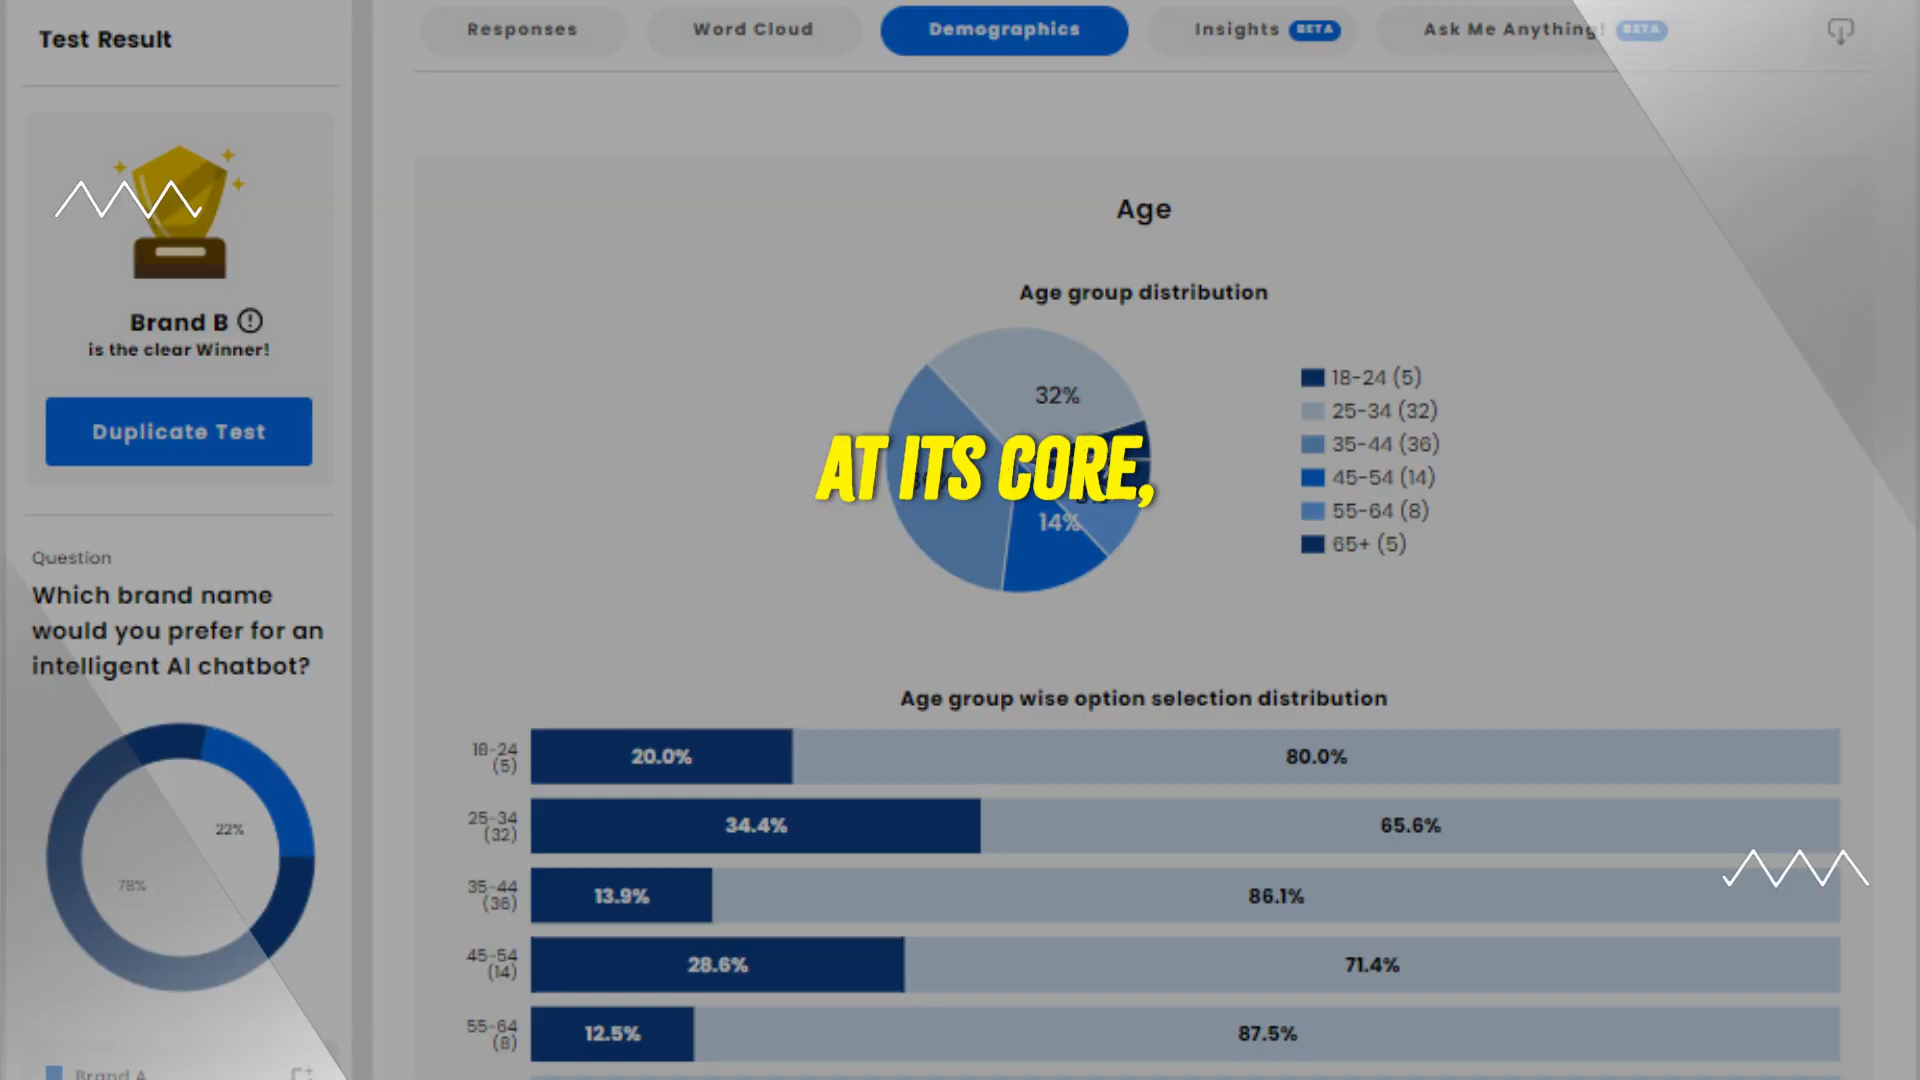 Test Result
Responses
Word Cloud
Demographics
Insights BETA
Ask Me Anything! BETA
Brand B
is the clear Winner!
Duplicate Test
Question
Which brand name
would you prefer for an
intelligent AI chatbot?
22%
78%
Brand A
Age
Age group distribution
32%
14%
AT ITS CORE,
18-24 (5)
25-34 (32)
35-44 (36)
45-54 (14)
55-64 (8)
65+ (5)
Age group wise option selection distribution
18-24
(5)
20.0%
80.0%
25-34
(32)
34.4%
65.6%
35-44
(36)
13.9%
86.1%
45-54
(14)
28.6%
71.4%
55-64
(8)
12.5%
87.5%